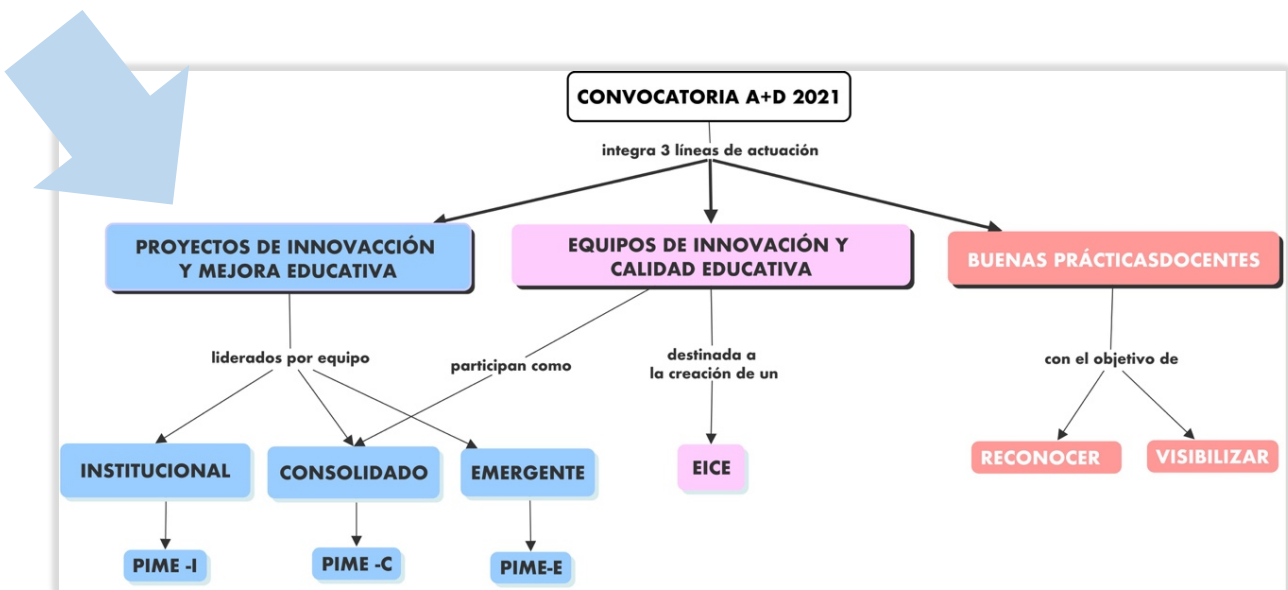 CONVOCATORIA A+D 2021
integra 3 líneas de actuación
PROYECTOS DE INNOVACCIÓN
Y MEJORA EDUCATIVA
EQUIPOS DE INNOVACIÓN Y
CALIDAD EDUCATIVA
BUENAS PRÁCTICASDOCENTES
liderados por equipo
participan como
destinada a
la creación de un
con el objetivo de
INSTITUCIONAL
CONSOLIDADO
EMERGENTE
EICE
RECONOCER
VISIBILIZAR
PIME -I
PIME -C
PIME-E